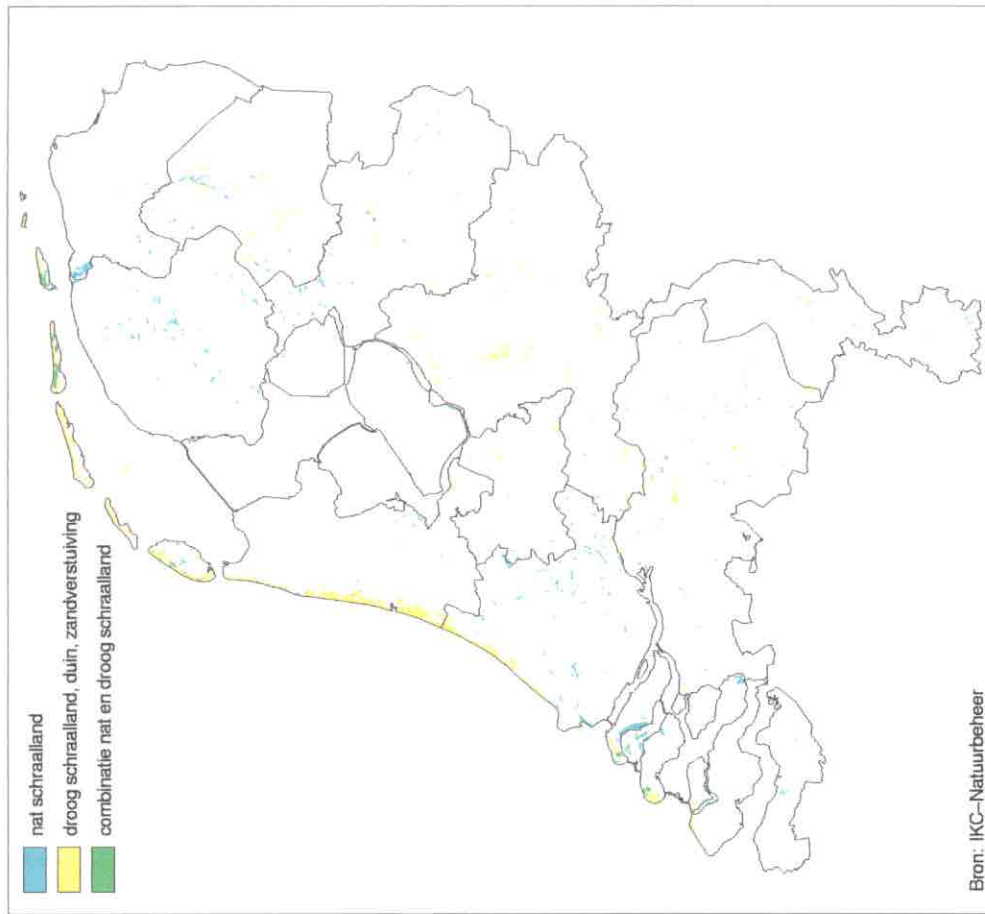 nat schraalland
droog schraalland, duin, zandverstuiving
combinatie nat en droog schraalland
Bron: IKC–Natuurbeheer